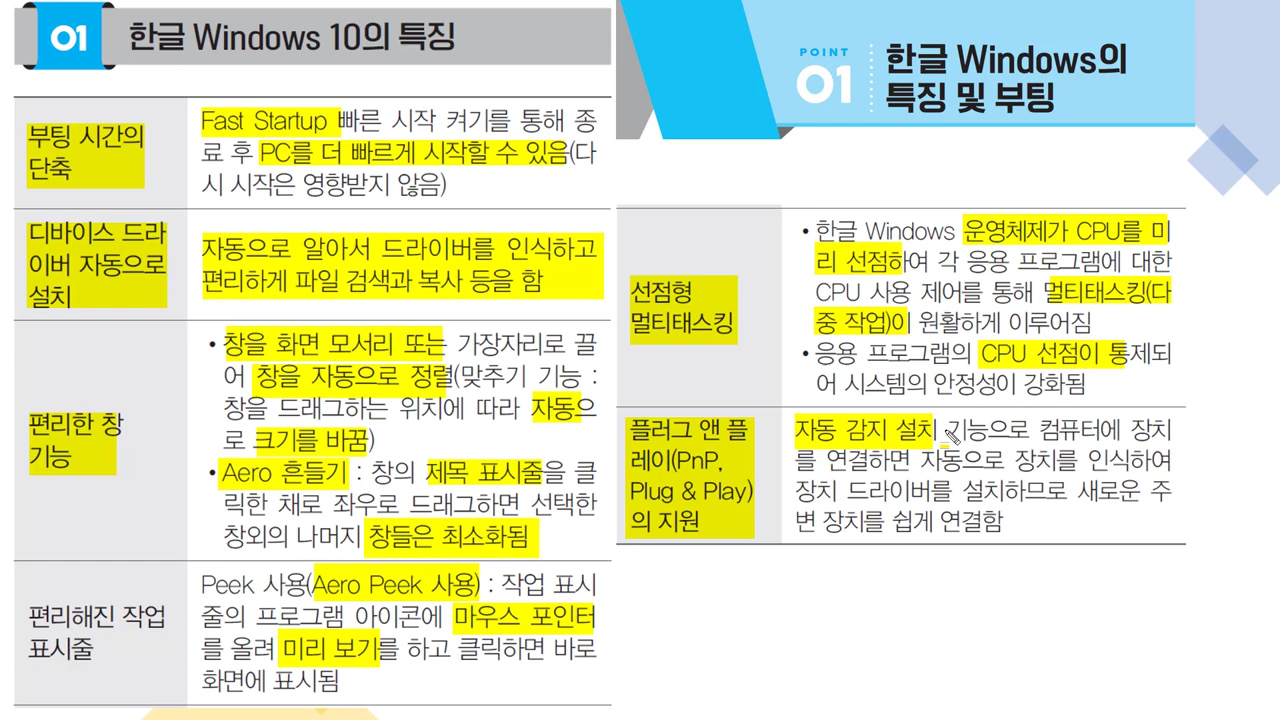 01 한글 Windows 10의 특징
부팅 시간의
단축
Fast Startup 빠른 시작 켜기를 통해 종
료 후 PC를 더 빠르게 시작할 수 있음(다
시 시작은 영향받지 않음)
디바이스 드라
이버 자동으로
설치
자동으로 알아서 드라이버를 인식하고
편리하게 파일 검색과 복사 등을 함
편리한 창
기능
• 창을 화면 모서리 또는 가장자리로 끌
어 창을 자동으로 정렬(맞추기 기능 :
창을 드래그하는 위치에 따라 자동으
로 크기를 바꿈)
• Aero 흔들기 : 창의 제목 표시줄을 클
릭한 채로 좌우로 드래그하면 선택한
창외의 나머지 창들은 최소화됨
편리해진 작업
표시줄
Peek 사용(Aero Peek 사용) : 작업 표시
줄의 프로그램 아이콘에 마우스 포인터
를 올려 미리 보기를 하고 클릭하면 바로
화면에 표시됨
POINT
01
한글 Windows의
특징 및 부팅
선점형
멀티태스킹
• 한글 Windows 운영체제가 CPU를 미
리 선점하여 각 응용 프로그램에 대한
CPU 사용 제어를 통해 멀티태스킹(다
중 작업)이 원활하게 이루어짐
• 응용 프로그램의 CPU 선점이 통제되
어 시스템의 안정성이 강화됨
플러그 앤 플
레이(PnP,
Plug & Play)
의 지원
자동 감지 설치 기능으로 컴퓨터에 장치
를 연결하면 자동으로 장치를 인식하여
장치 드라이버를 설치하므로 새로운 주
변 장치를 쉽게 연결함